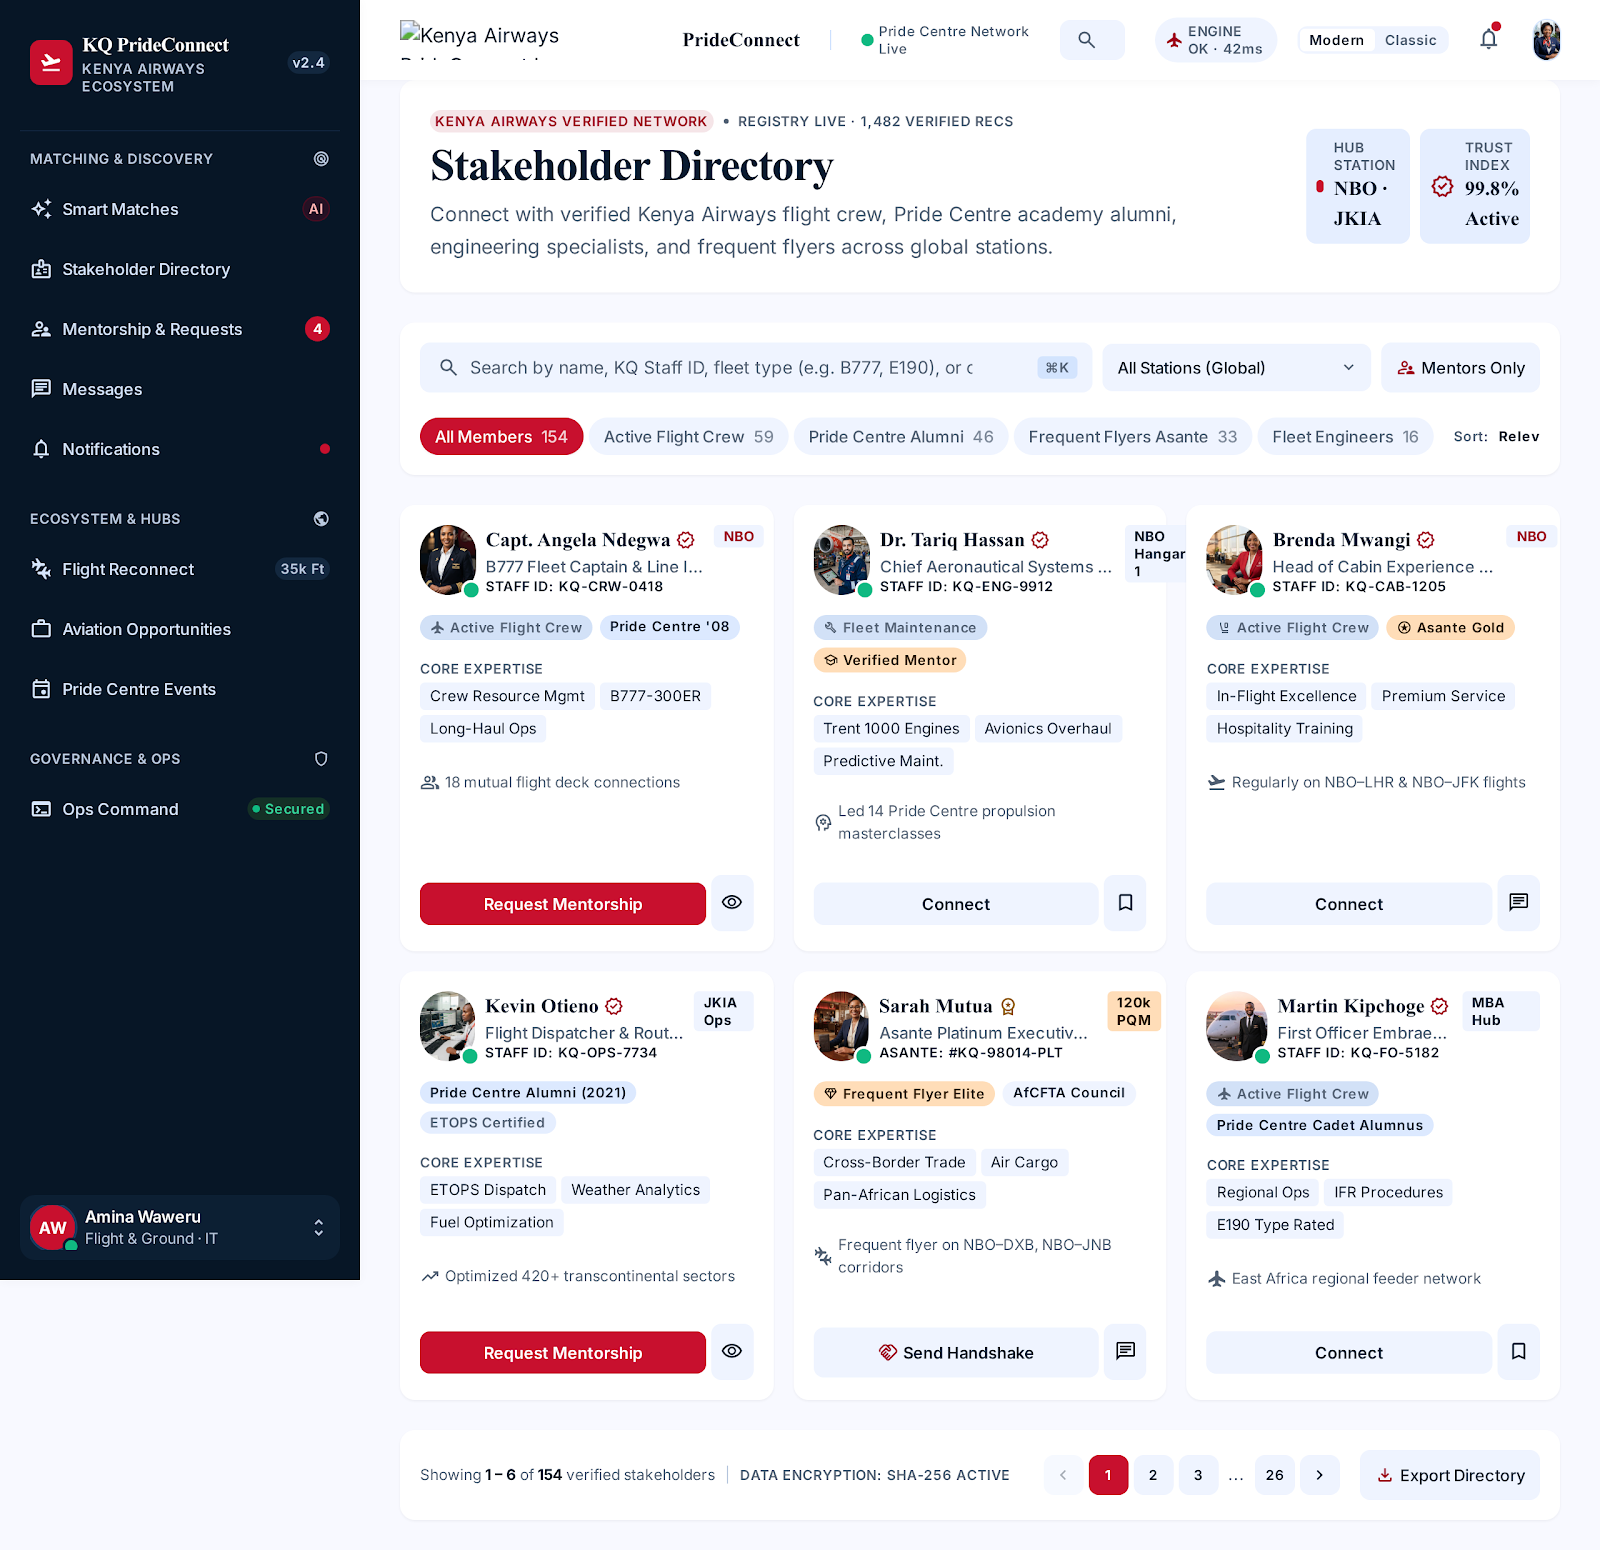 KQ PrideConnect
KENYA AIRWAYS
ECOSYSTEM
v2.4
MATCHING & DISCOVERY
Smart Matches
AI
Stakeholder Directory
Mentorship & Requests
4
Messages
Notifications
ECOSYSTEM & HUBS
Flight Reconnect
35k Ft
Aviation Opportunities
Pride Centre Events
GOVERNANCE & OPS
Ops Command
Secured
AW
Amina Waweru
Flight & Ground · IT
Kenya Airways
PrideConnect
Pride Centre Network
Live
ENGINE
OK · 42ms
Modern
Classic
KENYA AIRWAYS VERIFIED NETWORK
• REGISTRY LIVE · 1,482 VERIFIED RECS
Stakeholder Directory
Connect with verified Kenya Airways flight crew, Pride Centre academy alumni,
engineering specialists, and frequent flyers across global stations.
HUB
STATION
NBO ·
JKIA
TRUST
INDEX
99.8%
Active
Search by name, KQ Staff ID, fleet type (e.g. B777, E190), or c
⌘K
All Stations (Global)
Mentors Only
All Members 154
Active Flight Crew 59
Pride Centre Alumni 46
Frequent Flyers Asante 33
Fleet Engineers 16
Sort: Relev
Capt. Angela Ndegwa
NBO
B777 Fleet Captain & Line I...
STAFF ID: KQ-CRW-0418
Active Flight Crew
Pride Centre '08
CORE EXPERTISE
Crew Resource Mgmt
B777-300ER
Long-Haul Ops
18 mutual flight deck connections
Request Mentorship
Dr. Tariq Hassan
NBO
Hangar
1
Chief Aeronautical Systems ...
STAFF ID: KQ-ENG-9912
Fleet Maintenance
Verified Mentor
CORE EXPERTISE
Trent 1000 Engines
Avionics Overhaul
Predictive Maint.
Led 14 Pride Centre propulsion
masterclasses
Connect
Brenda Mwangi
NBO
Head of Cabin Experience ...
STAFF ID: KQ-CAB-1205
Active Flight Crew
Asante Gold
CORE EXPERTISE
In-Flight Excellence
Premium Service
Hospitality Training
Regularly on NBO–LHR & NBO–JFK flights
Connect
Kevin Otieno
JKIA
Ops
Flight Dispatcher & Rout...
STAFF ID: KQ-OPS-7734
Pride Centre Alumni (2021)
ETOPS Certified
CORE EXPERTISE
ETOPS Dispatch
Weather Analytics
Fuel Optimization
Optimized 420+ transcontinental sectors
Request Mentorship
Sarah Mutua
120k
PQM
Asante Platinum Executiv...
ASANTE: #KQ-98014-PLT
Frequent Flyer Elite
AfCFTA Council
CORE EXPERTISE
Cross-Border Trade
Air Cargo
Pan-African Logistics
Frequent flyer on NBO–DXB, NBO–JNB
corridors
Send Handshake
Martin Kipchoge
MBA
Hub
First Officer Embrae...
STAFF ID: KQ-FO-5182
Active Flight Crew
Pride Centre Cadet Alumnus
CORE EXPERTISE
Regional Ops
IFR Procedures
E190 Type Rated
East Africa regional feeder network
Connect
Showing 1 – 6 of 154 verified stakeholders
DATA ENCRYPTION: SHA-256 ACTIVE
1
2
3
...
26
Export Directory